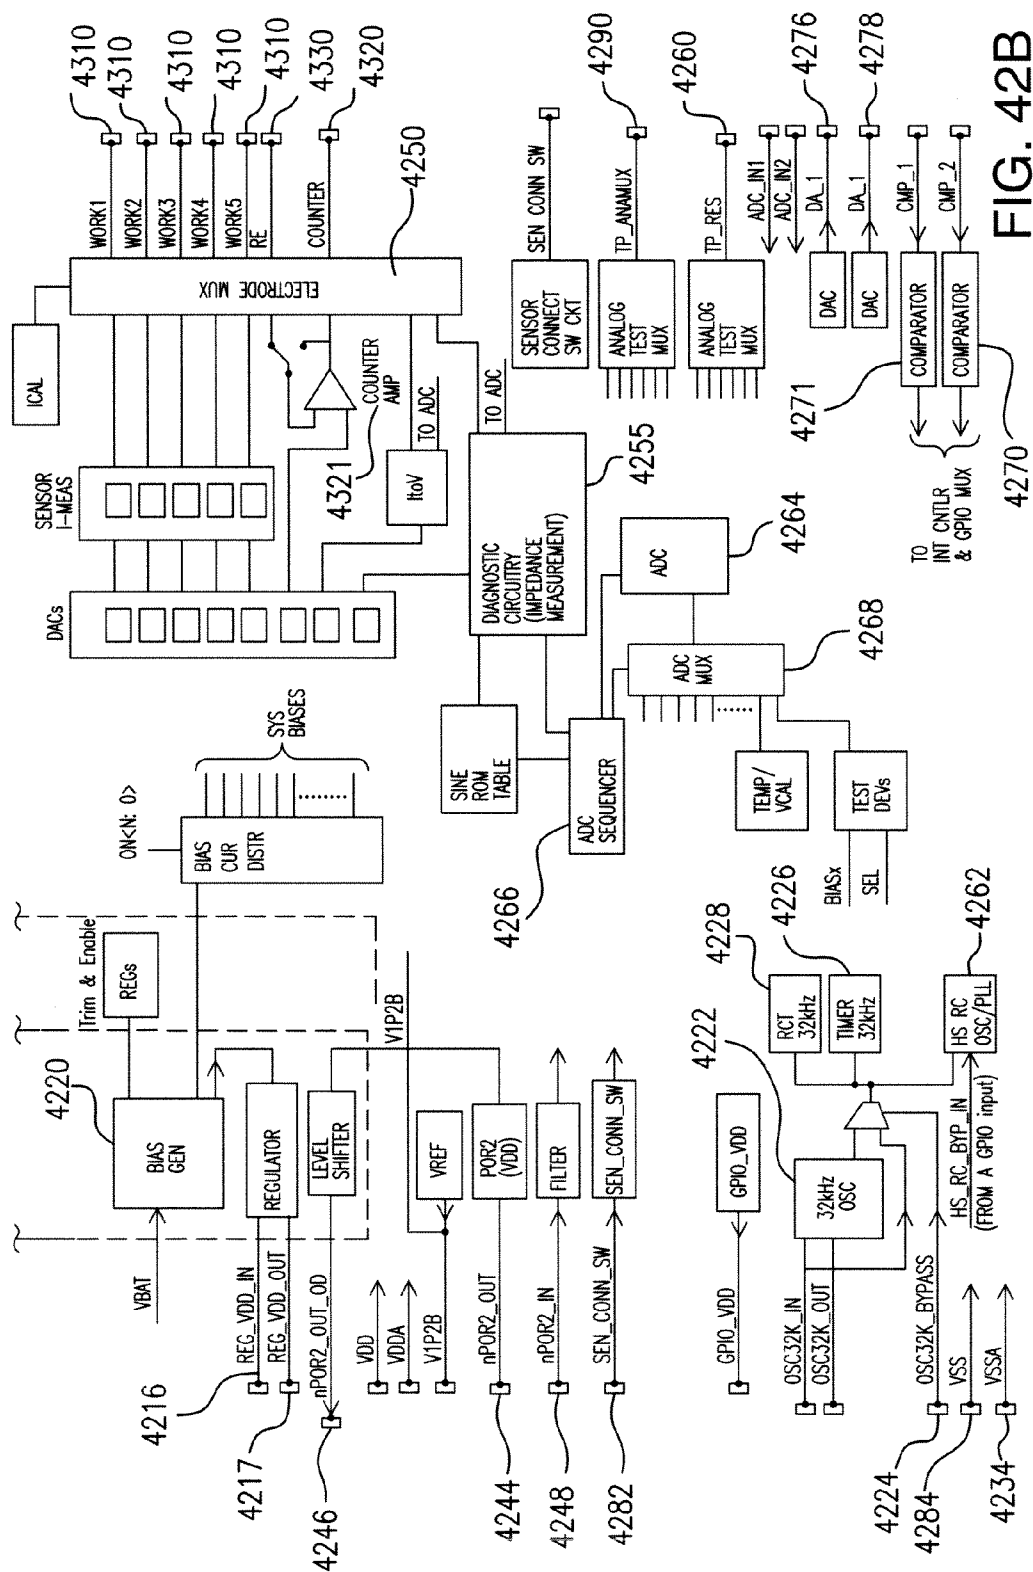 4310
4310
4310
4310
4310
4330
4320
WORK1
WORK2
WORK3
WORK4
WORK5
RE
COUNTER
4250
ELECTRODE MUX
ICAL
SENSOR
I-MEAS
DACs
COUNTER
AMP
4321
TO ADC
ItoV
TO ADC
DIAGNOSTIC
CIRCUITRY
(IMPEDANCE
MEASUREMENT)
4255
SEN CONN SW
SENSOR
CONNECT
SW CKT
4290
TP_ANAMUX
ANALOG
TEST
MUX
4260
TP_RES
ANALOG
TEST
MUX
ADC_IN1
ADC_IN2
4276
DA_1
DAC
4278
DA_1
DAC
CMP_1
COMPARATOR
4271
CMP_2
COMPARATOR
4270
TO
INT CNTLR
& GPIO MUX
ADC
4264
ADC
MUX
4268
SINE
ROM
TABLE
ADC
SEQUENCER
4266
TEMP/
VCAL
TEST
DEVs
BIASx
SEL
ON<N: 0>
BIAS
CUR
DISTR
SYS
BIASES
Trim & Enable
REGs
4220
BIAS
GEN
VBAT
REGULATOR
REG_VDD_IN
4216
REG_VDD_OUT
4217
LEVEL
SHIFTER
nPOR2_OUT_OD
4246
V1P2B
VDD
VDDA
VREF
V1P2B
POR2
(VDD)
nPOR2_OUT
4244
FILTER
nPOR2_IN
4248
SEN_CONN_SW
SEN_CONN_SW
4282
GPIO_VDD
GPIO_VDD
4222
32kHz
OSC
OSC32K_IN
OSC32K_OUT
4228
RCT
32kHz
4226
TIMER
32kHz
4262
HS RC
OSC/PLL
HS_RC_BYP_IN
(FROM A GPIO input)
OSC32K_BYPASS
4224
VSS
4284
VSSA
4234
FIG. 42B